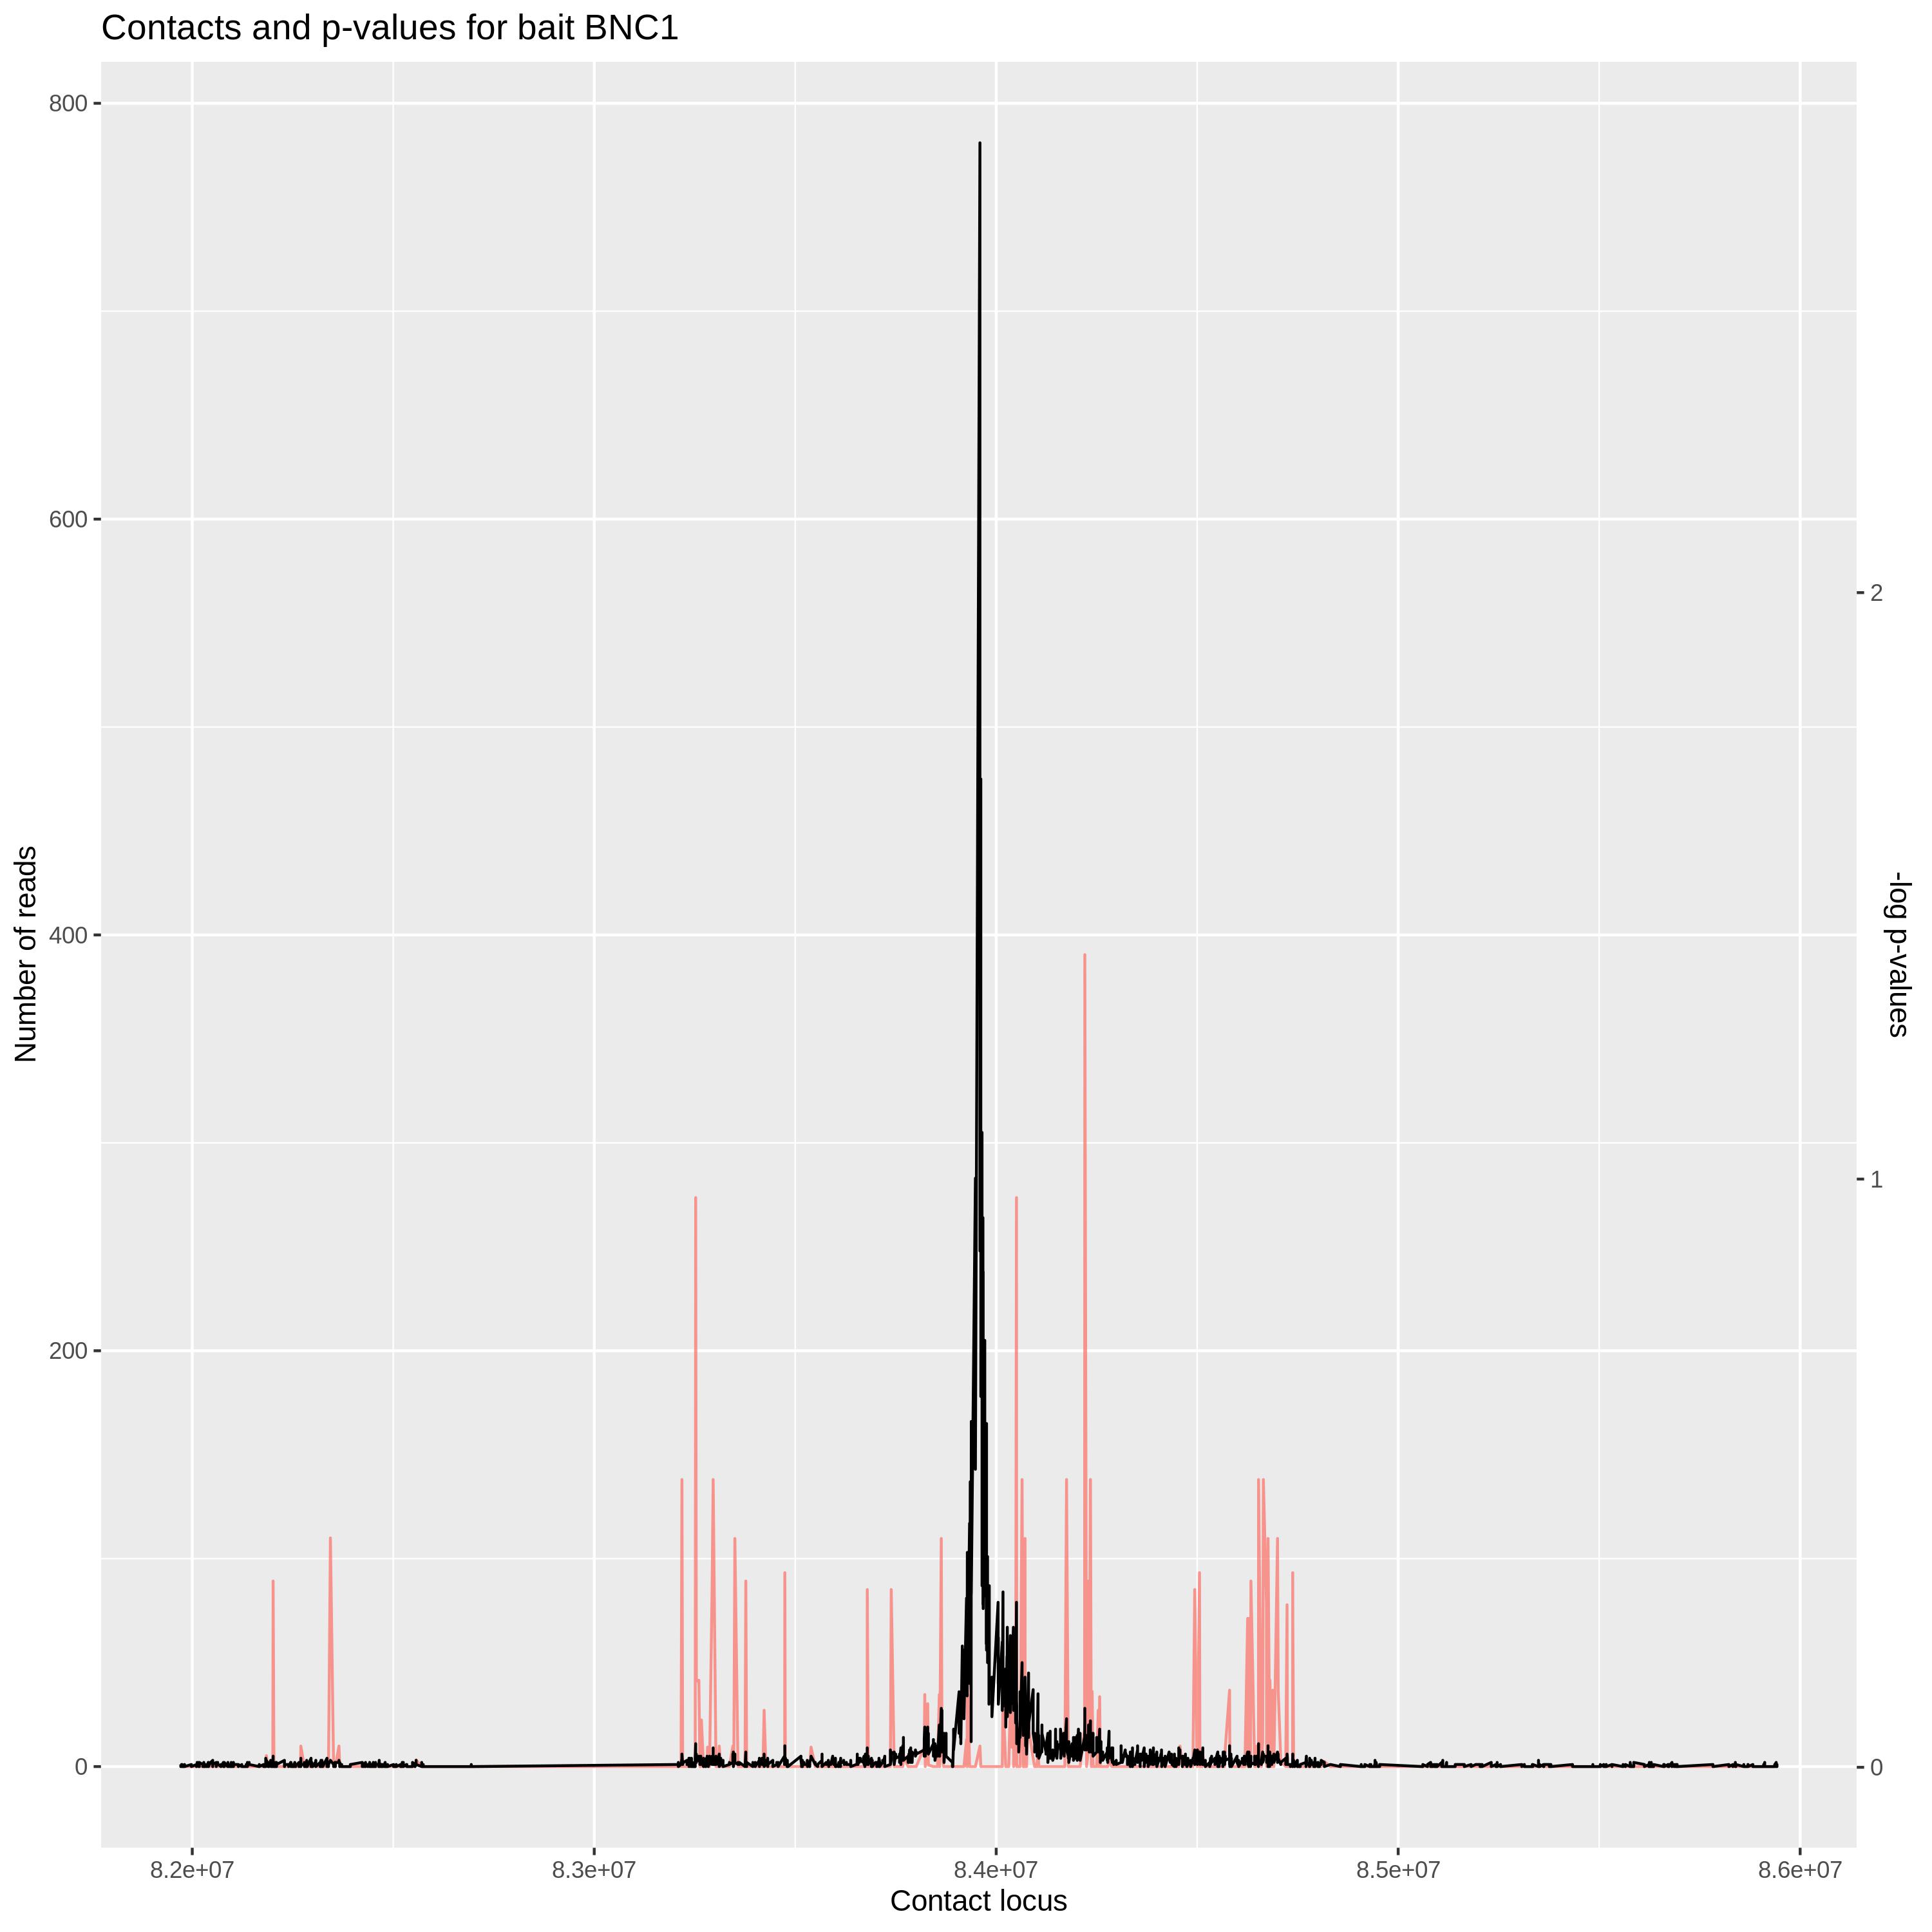 Contacts and p-values for bait BNC1
800
600
400
200
0
Number of reads
2
1
0
-log p-values
8.2e+07 8.3e+07 8.4e+07 8.5e+07 8.6e+07
Contact locus